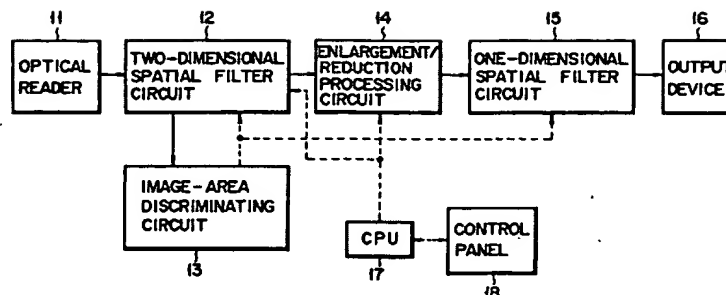 11
12
14
15
16
OPTICAL
READER
TWO-DIMENSIONAL
SPATIAL FILTER
CIRCUIT
ENLARGEMENT/
REDUCTION
PROCESSING
CIRCUIT
ONE-DIMENSIONAL
SPATIAL FILTER
CIRCUIT
OUTPUT
DEVICE
IMAGE-AREA
DISCRIMINATING
CIRCUIT
13
CPU
17
CONTROL
PANEL
18